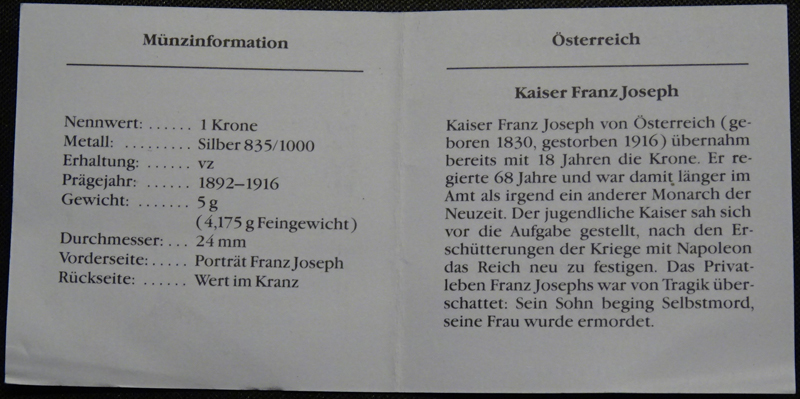 Münzinformation
Nennwert: . . . . . . 1 Krone
Metall: . . . . . . . . . Silber 835/1000
Erhaltung: . . . . . . vz
Prägejahr: . . . . . . 1892–1916
Gewicht: . . . . . . . 5 g
(4,175 g Feingewicht)
Durchmesser: . . . 24 mm
Vorderseite: . . . . . Porträt Franz Joseph
Rückseite: . . . . . . Wert im Kranz
Österreich
Kaiser Franz Joseph
Kaiser Franz Joseph von Österreich (ge-
boren 1830, gestorben 1916) übernahm
bereits mit 18 Jahren die Krone. Er re-
gierte 68 Jahre und war damit länger im
Amt als irgend ein anderer Monarch der
Neuzeit. Der jugendliche Kaiser sah sich
vor die Aufgabe gestellt, nach den Er-
schütterungen der Kriege mit Napoleon
das Reich neu zu festigen. Das Privat-
leben Franz Josephs war von Tragik über-
schattet: Sein Sohn beging Selbstmord,
seine Frau wurde ermordet.